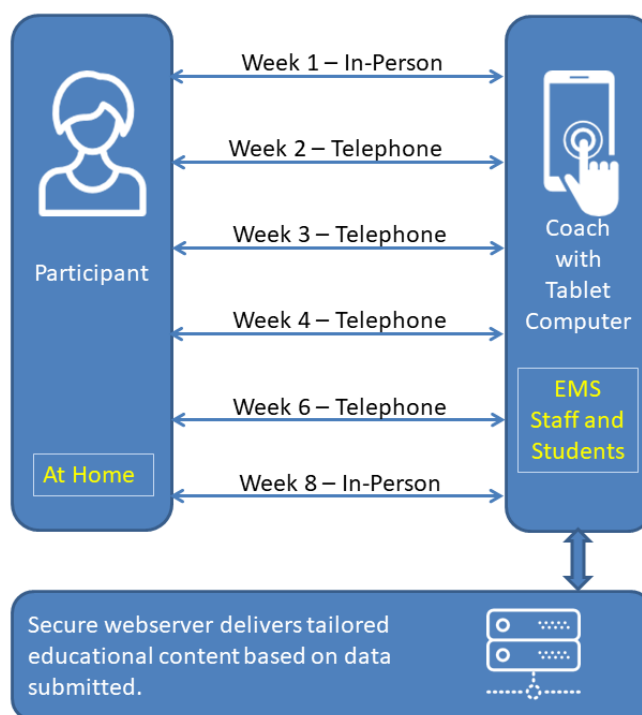 Participant
At Home
Week 1 – In-Person
Week 2 – Telephone
Week 3 – Telephone
Week 4 – Telephone
Week 6 – Telephone
Week 8 – In-Person
Coach
with
Tablet
Computer
EMS
Staff and
Students
Secure webserver delivers tailored
educational content based on data
submitted.